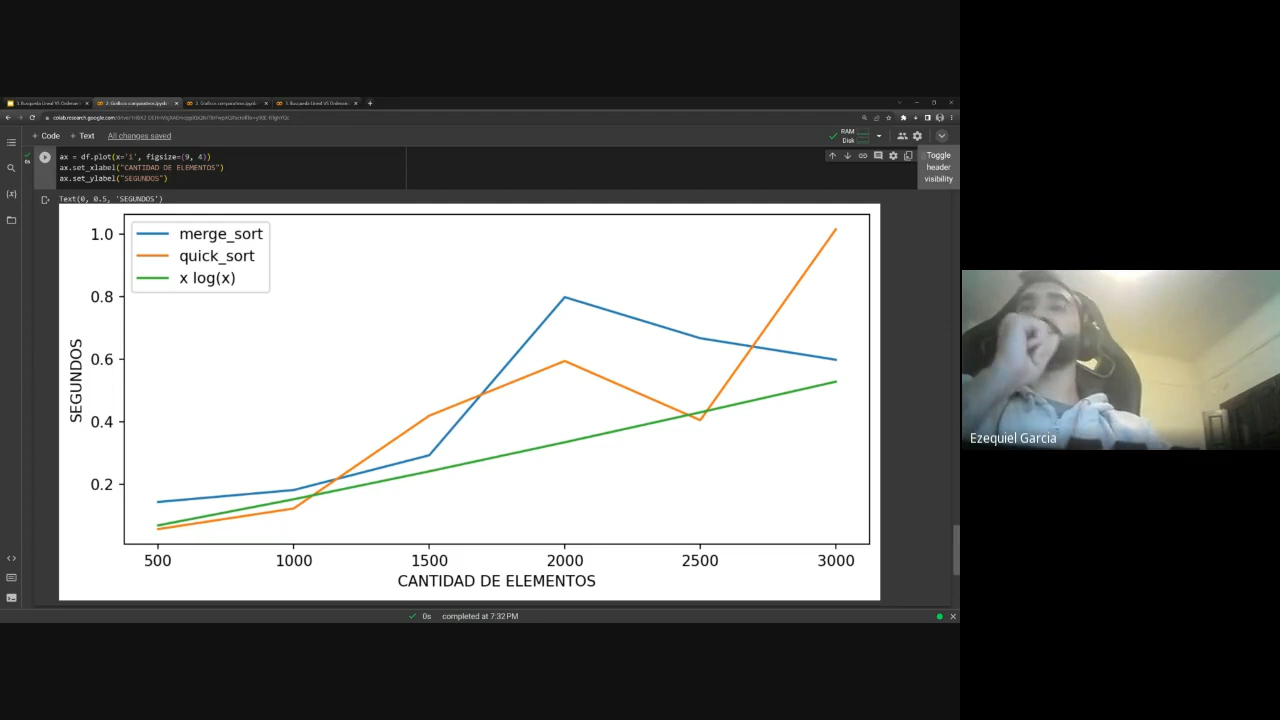 + Code + Text All changes saved
RAM
Disk
ax = df.plot(x='i', figsize=(9, 4))
ax.set_xlabel("CANTIDAD DE ELEMENTOS")
ax.set_ylabel("SEGUNDOS")
Toggle
header
visibility
0s
{x}
Text(0, 0.5, 'SEGUNDOS')
merge_sort
quick_sort
x log(x)
1.0
0.8
0.6
0.4
0.2
SEGUNDOS
500 1000 1500 2000 2500 3000
CANTIDAD DE ELEMENTOS
0s completed at 7:32 PM
Ezequiel Garcia